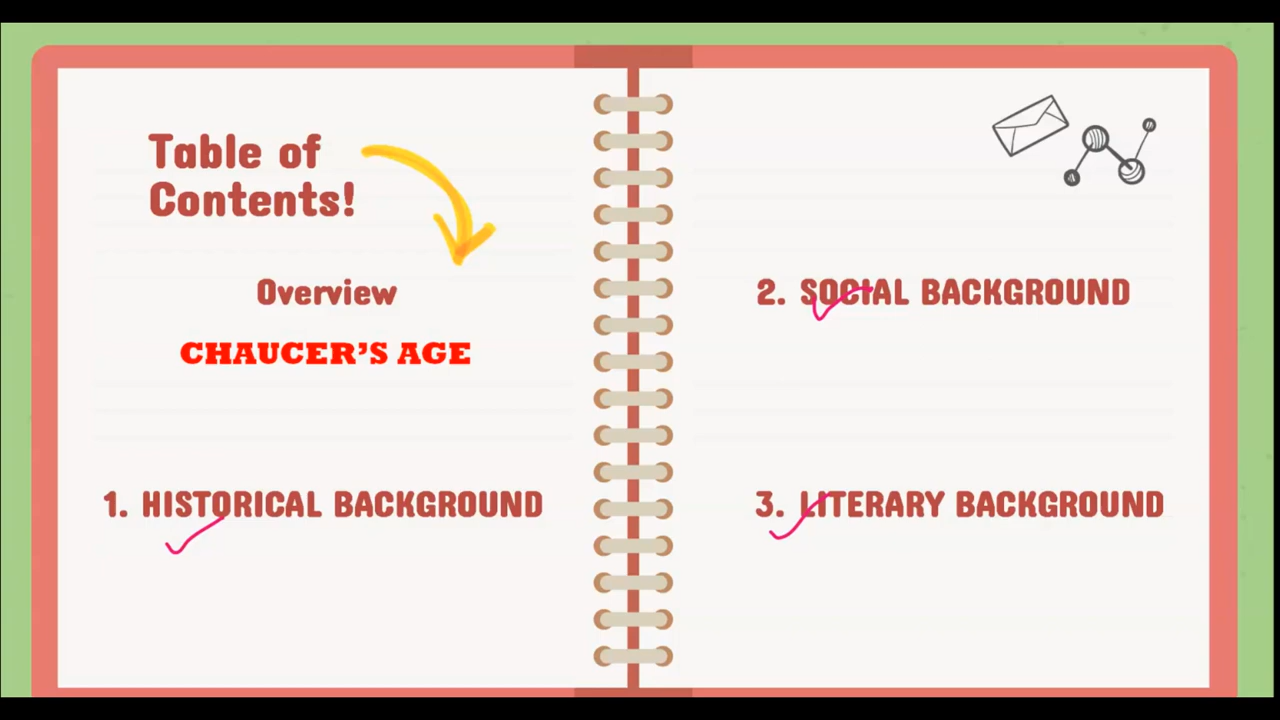 Table of
Contents!
Overview
CHAUCER'S AGE
1. HISTORICAL BACKGROUND
2. SOCIAL BACKGROUND
3. LITERARY BACKGROUND